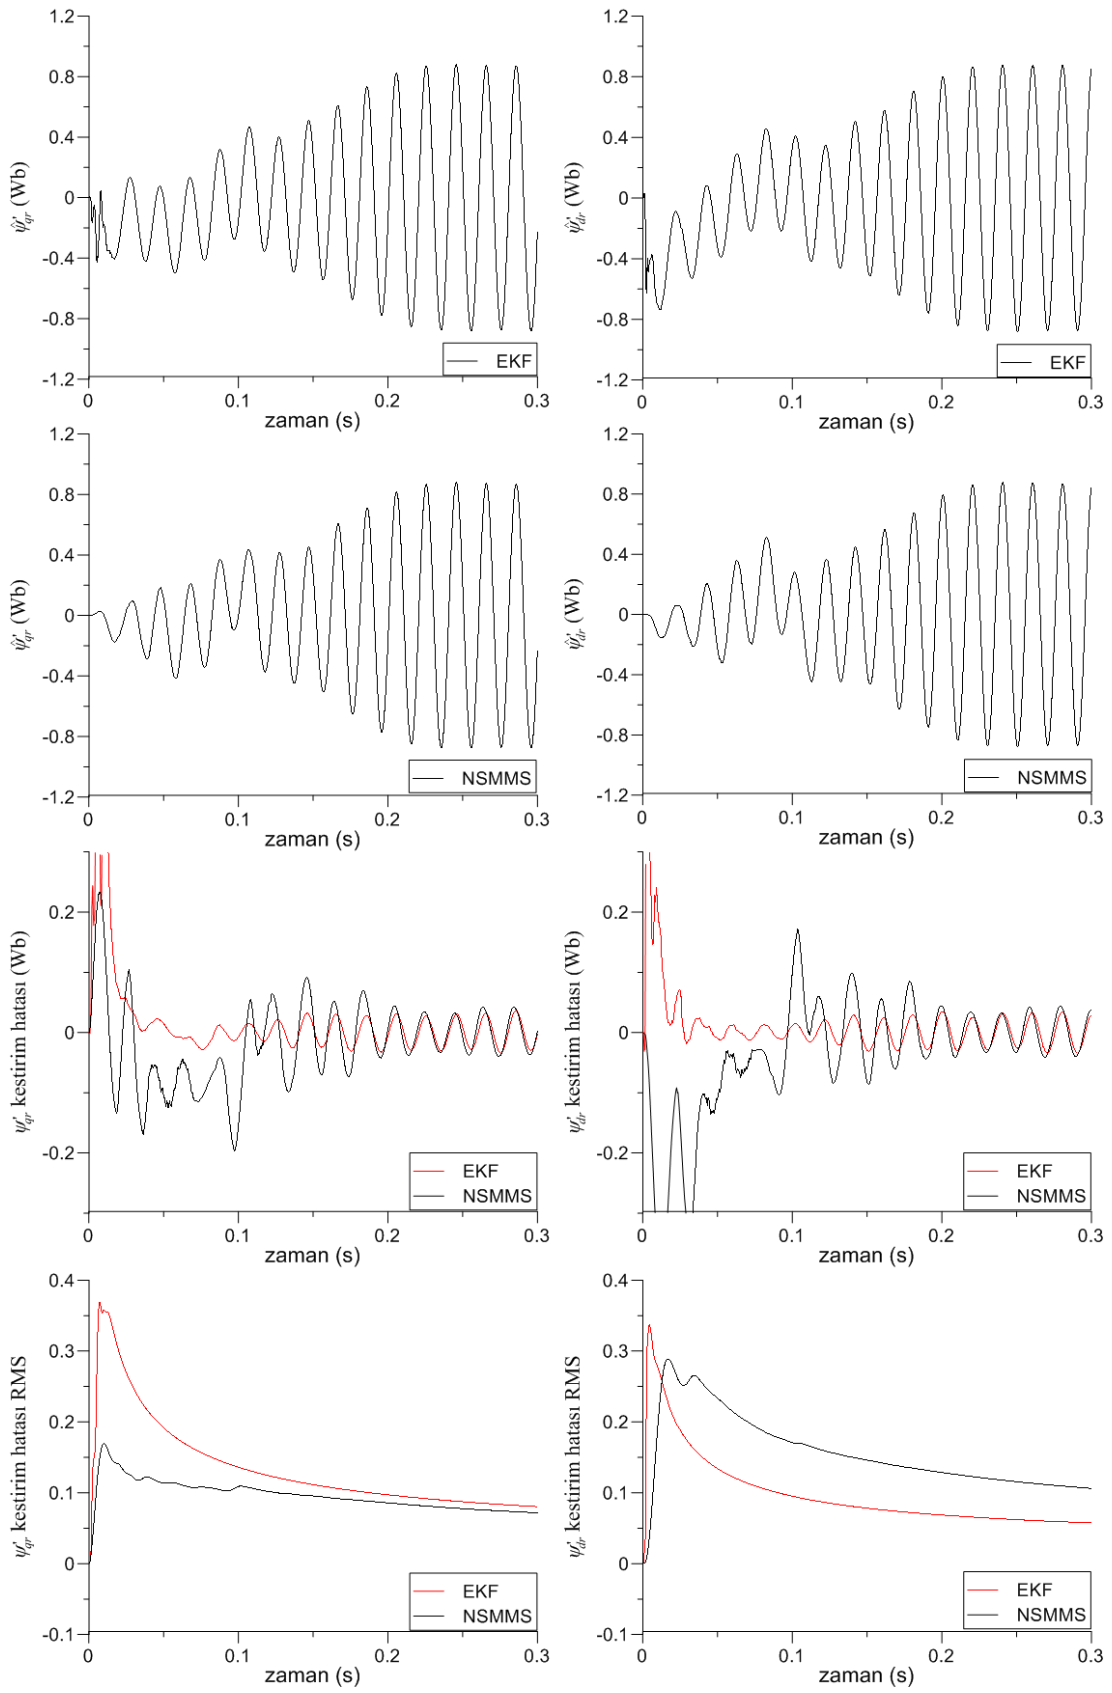 1.2
0.8
0.4
0
-0.4
-0.8
-1.2
ψ̂'qr (Wb)
EKF
0 0.1 0.2 0.3
zaman (s)
1.2
0.8
0.4
0
-0.4
-0.8
-1.2
ψ̂'dr (Wb)
EKF
0 0.1 0.2 0.3
zaman (s)
1.2
0.8
0.4
0
-0.4
-0.8
-1.2
ψ̂'qr (Wb)
NSMMS
0 0.1 0.2 0.3
zaman (s)
1.2
0.8
0.4
0
-0.4
-0.8
-1.2
ψ̂'dr (Wb)
NSMMS
0 0.1 0.2 0.3
zaman (s)
0.2
0
-0.2
ψ'qr kestirim hatası (Wb)
EKF
NSMMS
0 0.1 0.2 0.3
zaman (s)
0.2
0
-0.2
ψ'dr kestirim hatası (Wb)
EKF
NSMMS
0 0.1 0.2 0.3
zaman (s)
0.4
0.3
0.2
0.1
0
-0.1
ψ'qr kestirim hatası RMS
EKF
NSMMS
0 0.1 0.2 0.3
zaman (s)
0.4
0.3
0.2
0.1
0
-0.1
ψ'dr kestirim hatası RMS
EKF
NSMMS
0 0.1 0.2 0.3
zaman (s)